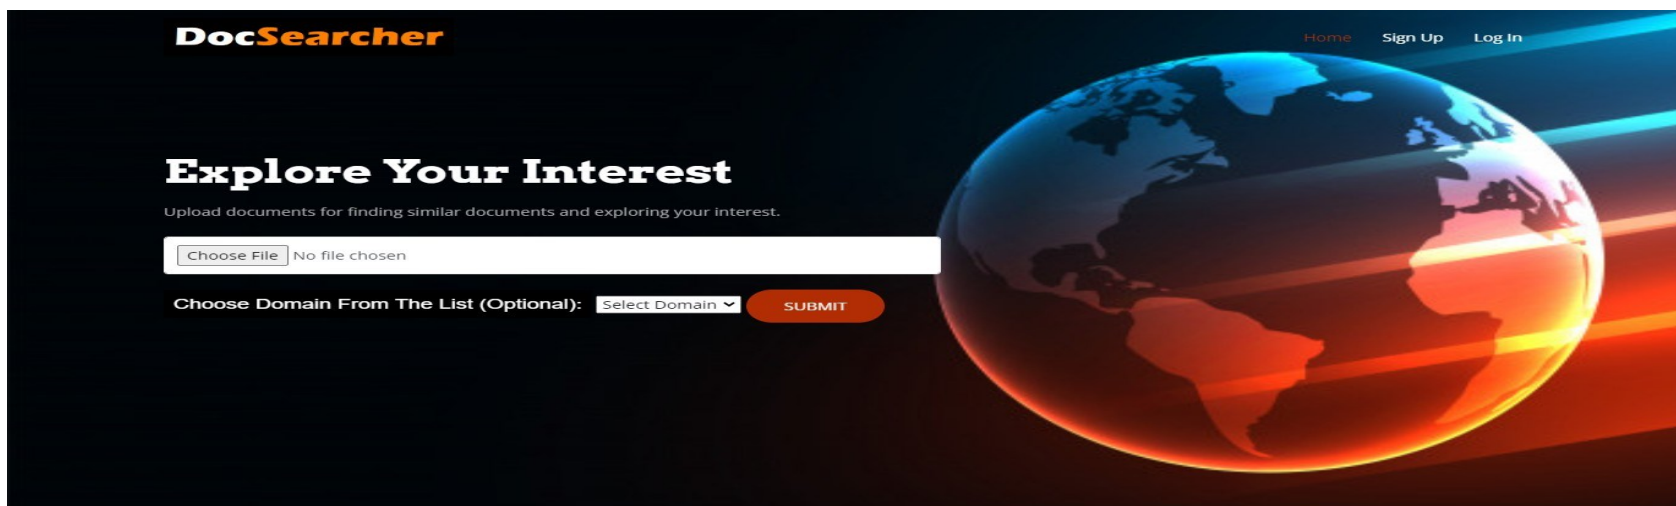 DocSearcher
Home Sign Up Log In
Explore Your Interest
Upload documents for finding similar documents and exploring your interest.
Choose File No file chosen
Choose Domain From The List (Optional): Select Domain SUBMIT